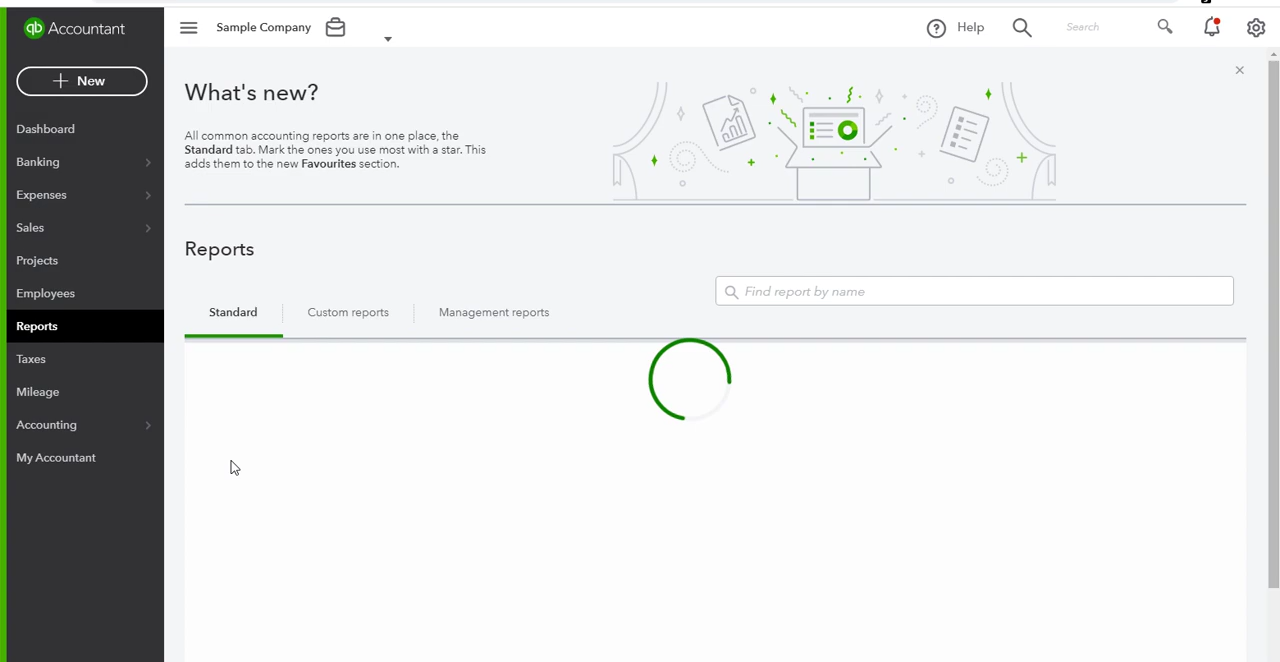 qb Accountant
Sample Company
Help
Search
+ New
Dashboard
Banking
Expenses
Sales
Projects
Employees
Reports
Taxes
Mileage
Accounting
My Accountant
What's new?
All common accounting reports are in one place, the
Standard tab. Mark the ones you use most with a star. This
adds them to the new Favourites section.
Reports
Find report by name
Standard
Custom reports
Management reports